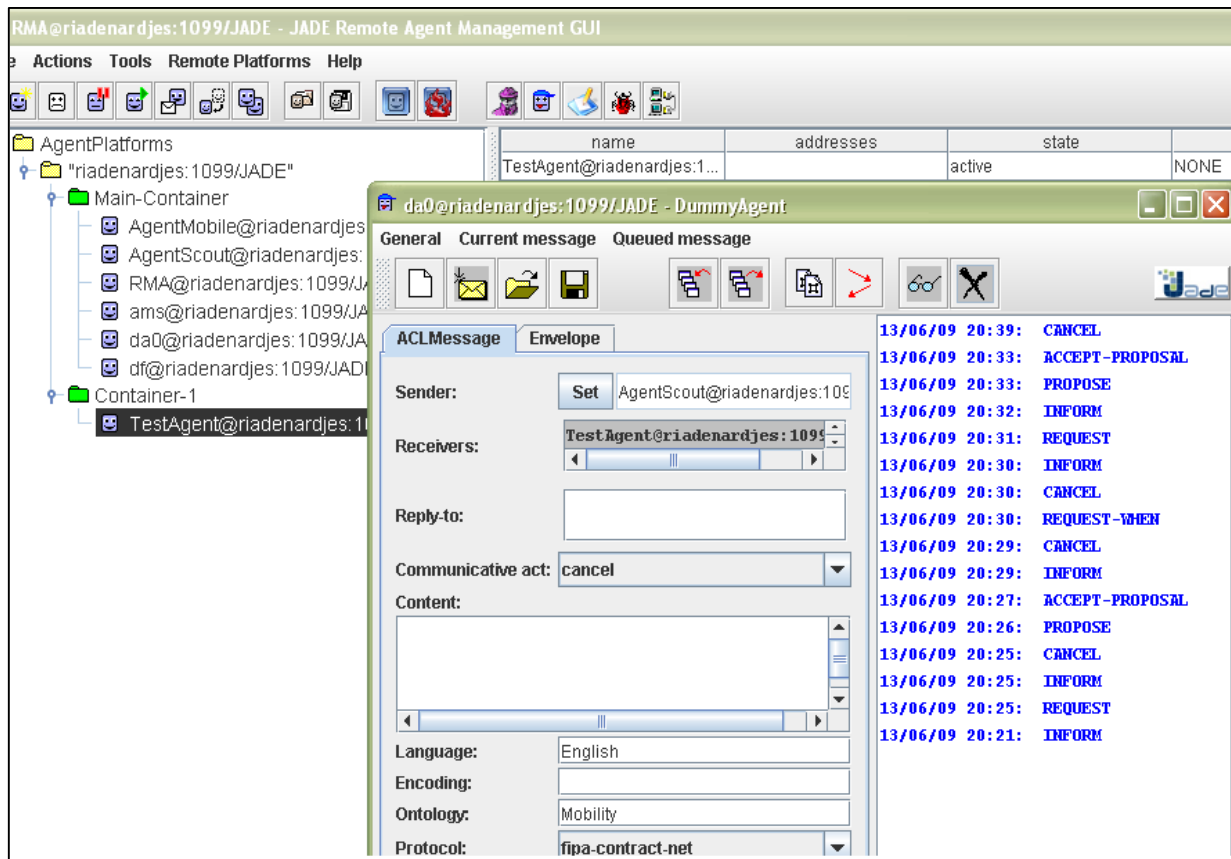 RMA@riadenardjes:1099/JADE - JADE Remote Agent Management GUI
Actions Tools Remote Platforms Help
AgentPlatforms
"riadenardjes:1099/JADE"
Main-Container
AgentMobile@riadenardjes
AgentScout@riadenardjes:
RMA@riadenardjes:1099/J
ams@riadenardjes:1099/JA
da0@riadenardjes:1099/JA
df@riadenardjes:1099/JADI
Container-1
TestAgent@riadenardjes:1
name addresses state
TestAgent@riadenardjes:1... active NONE
da0@riadenardjes:1099/JADE - DummyAgent
General Current message Queued message
Jade
ACLMessage Envelope
Sender: Set AgentScout@riadenardjes:109
Receivers: TestAgent@riadenardjes:1099
Reply-to:
Communicative act: cancel
Content:
Language: English
Encoding:
Ontology: Mobility
Protocol: fipa-contract-net
13/06/09 20:39: CANCEL
13/06/09 20:33: ACCEPT-PROPOSAL
13/06/09 20:33: PROPOSE
13/06/09 20:32: INFORM
13/06/09 20:31: REQUEST
13/06/09 20:30: INFORM
13/06/09 20:30: CANCEL
13/06/09 20:30: REQUEST-WHEN
13/06/09 20:29: CANCEL
13/06/09 20:29: INFORM
13/06/09 20:27: ACCEPT-PROPOSAL
13/06/09 20:26: PROPOSE
13/06/09 20:25: CANCEL
13/06/09 20:25: INFORM
13/06/09 20:25: REQUEST
13/06/09 20:21: INFORM